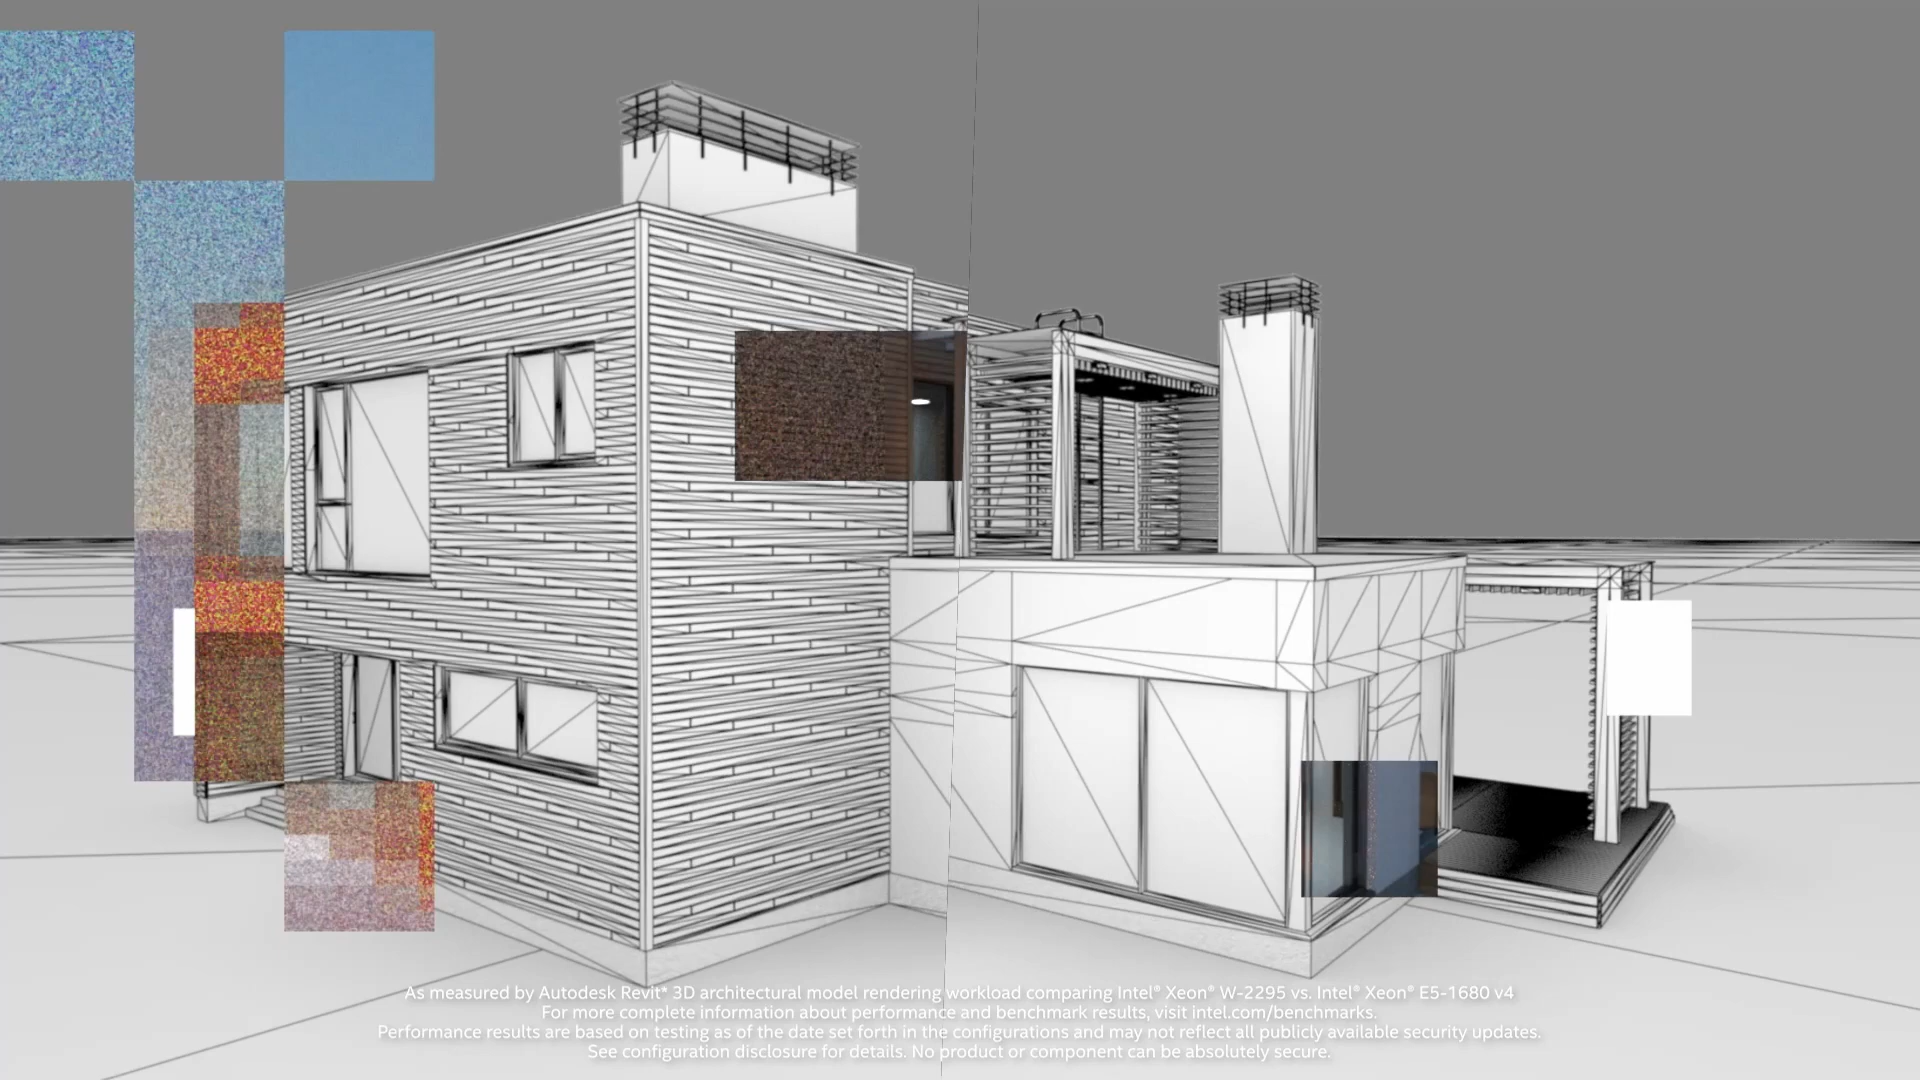 As measured by Autodesk Revit* 3D architectural model rendering workload comparing Intel® Xeon® W-2295 vs. Intel® Xeon® E5-1680 v4
For more complete information about performance and benchmark results, visit intel.com/benchmarks.
Performance results are based on testing as of the date set forth in the configurations and may not reflect all publicly available security updates.
See configuration disclosure for details. No product or component can be absolutely secure.